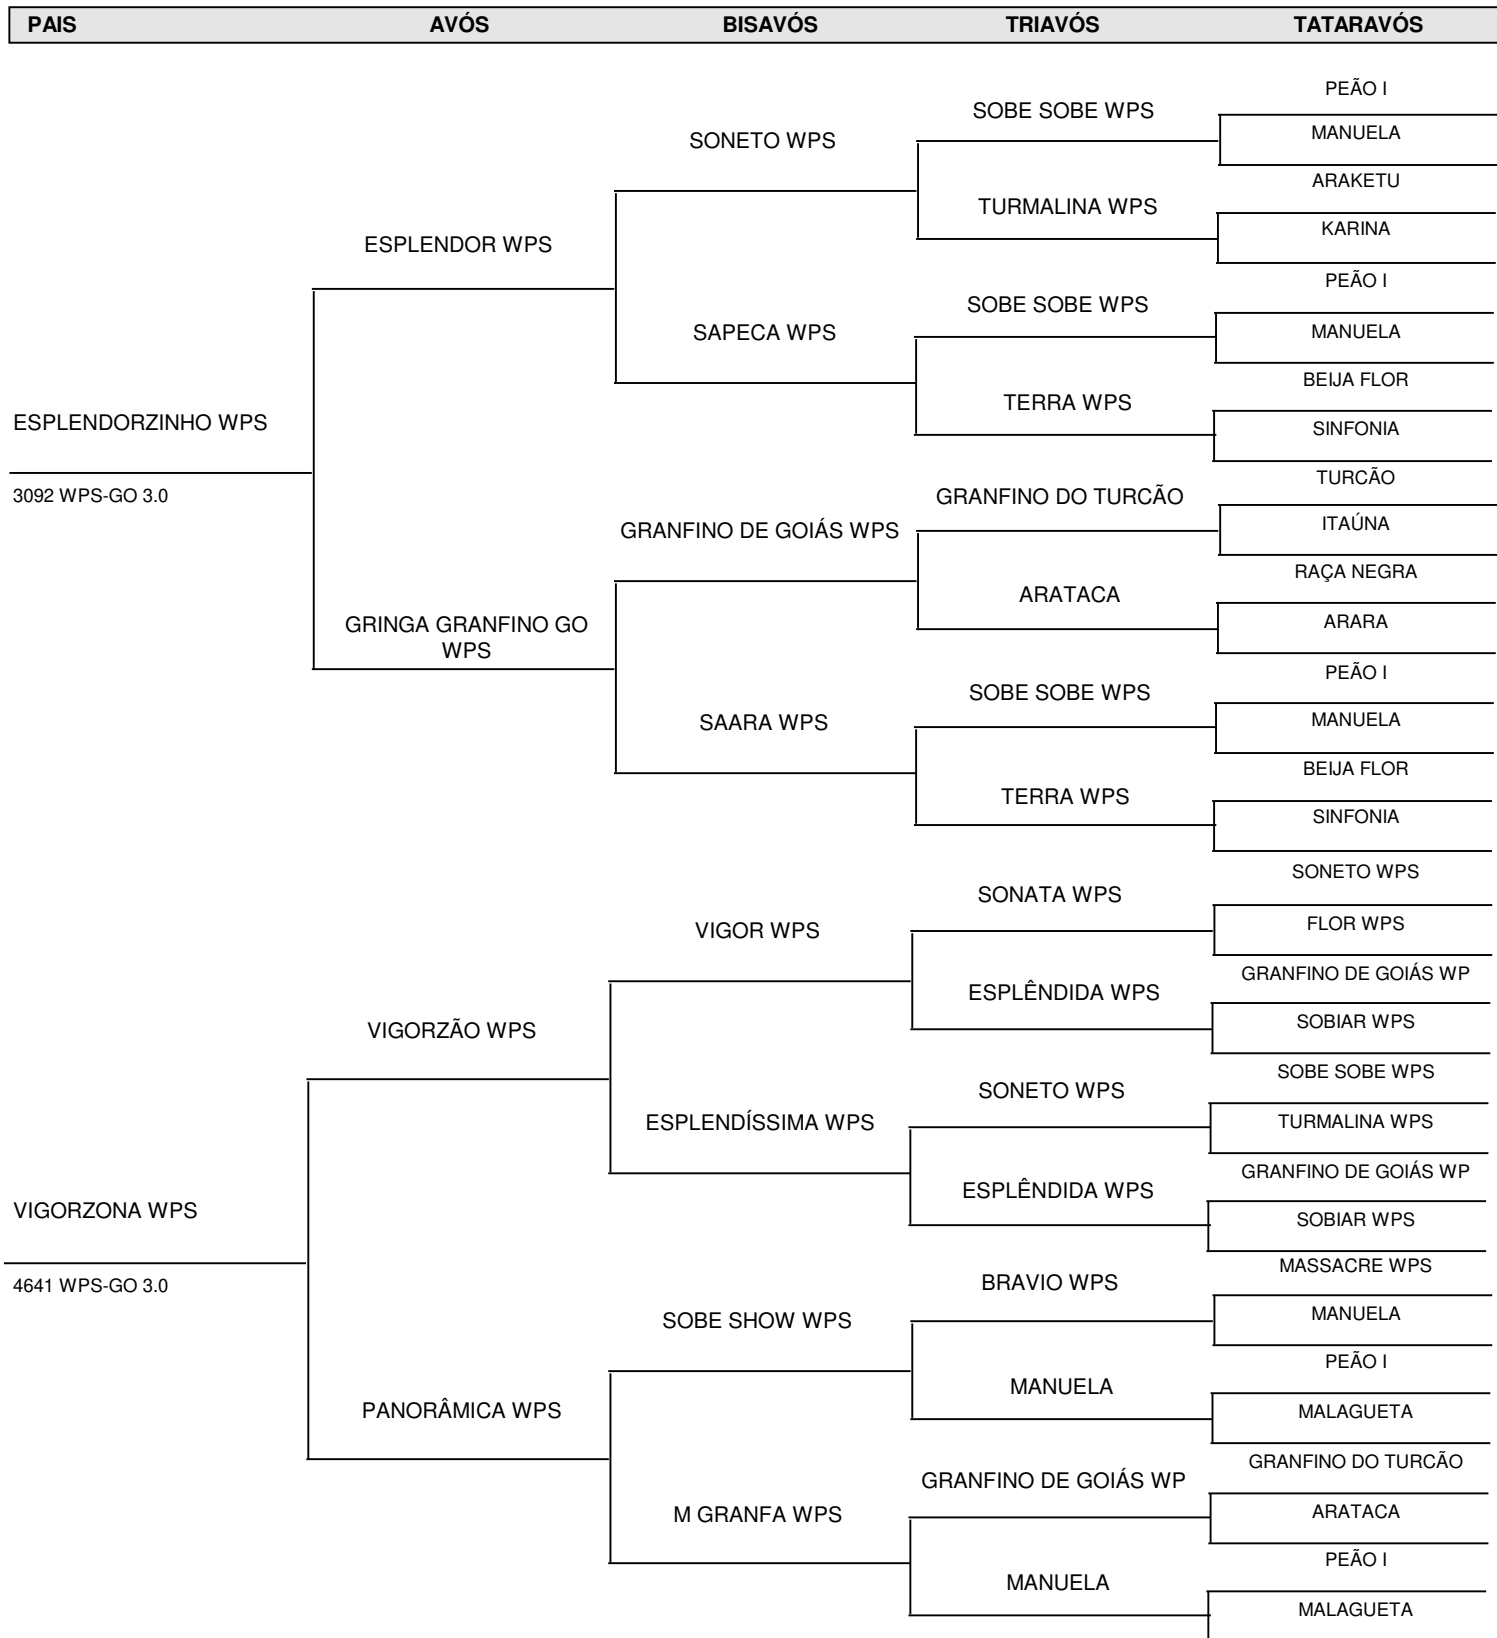 PAIS AVÓS BISAVÓS TRIAVÓS TATARAVÓS
PEÃO I
SOBE SOBE WPS
MANUELA
SONETO WPS
ARAKETU
TURMALINA WPS
KARINA
ESPLENDOR WPS
PEÃO I
SOBE SOBE WPS
MANUELA
SAPECA WPS
BEIJA FLOR
TERRA WPS
SINFONIA
ESPLENDORZINHO WPS
3092 WPS-GO 3.0
TURCÃO
GRANFINO DO TURCÃO
ITAÚNA
GRANFINO DE GOIÁS WPS
RAÇA NEGRA
ARATACA
ARARA
GRINGA GRANFINO GO
WPS
PEÃO I
SOBE SOBE WPS
MANUELA
SAARA WPS
BEIJA FLOR
TERRA WPS
SINFONIA
SONETO WPS
SONATA WPS
FLOR WPS
VIGOR WPS
GRANFINO DE GOIÁS WP
ESPLÊNDIDA WPS
SOBIAR WPS
VIGORZÃO WPS
SOBE SOBE WPS
SONETO WPS
TURMALINA WPS
ESPLENDÍSSIMA WPS
GRANFINO DE GOIÁS WP
ESPLÊNDIDA WPS
SOBIAR WPS
VIGORZONA WPS
4641 WPS-GO 3.0
MASSACRE WPS
BRAVIO WPS
MANUELA
SOBE SHOW WPS
PEÃO I
MANUELA
MALAGUETA
PANORÂMICA WPS
GRANFINO DO TURCÃO
GRANFINO DE GOIÁS WP
ARATACA
M GRANFA WPS
PEÃO I
MANUELA
MALAGUETA